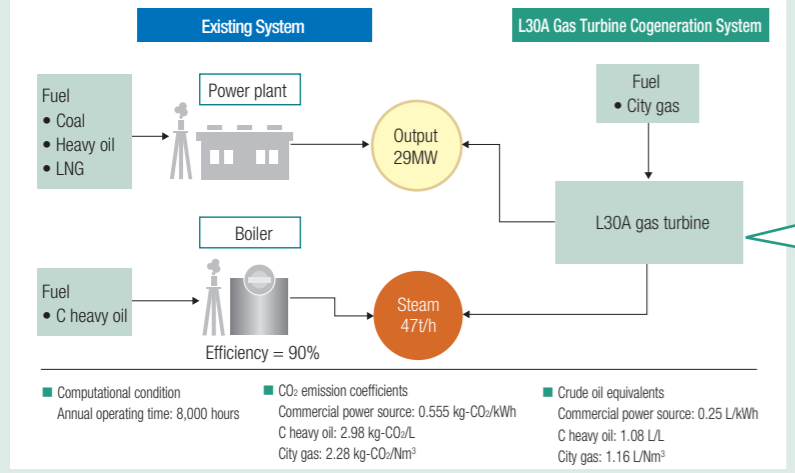 Existing System
L30A Gas Turbine Cogeneration System
Fuel
• Coal
• Heavy oil
• LNG
Power plant
Output
29MW
Fuel
• City gas
L30A gas turbine
Boiler
Fuel
• C heavy oil
Efficiency = 90%
Steam
47t/h
■ Computational condition
Annual operating time: 8,000 hours
■ CO₂ emission coefficients
Commercial power source: 0.555 kg-CO₂/kWh
C heavy oil: 2.98 kg-CO₂/L
City gas: 2.28 kg-CO₂/Nm³
■ Crude oil equivalents
Commercial power source: 0.25 L/kWh
C heavy oil: 1.08 L/L
City gas: 1.16 L/Nm³